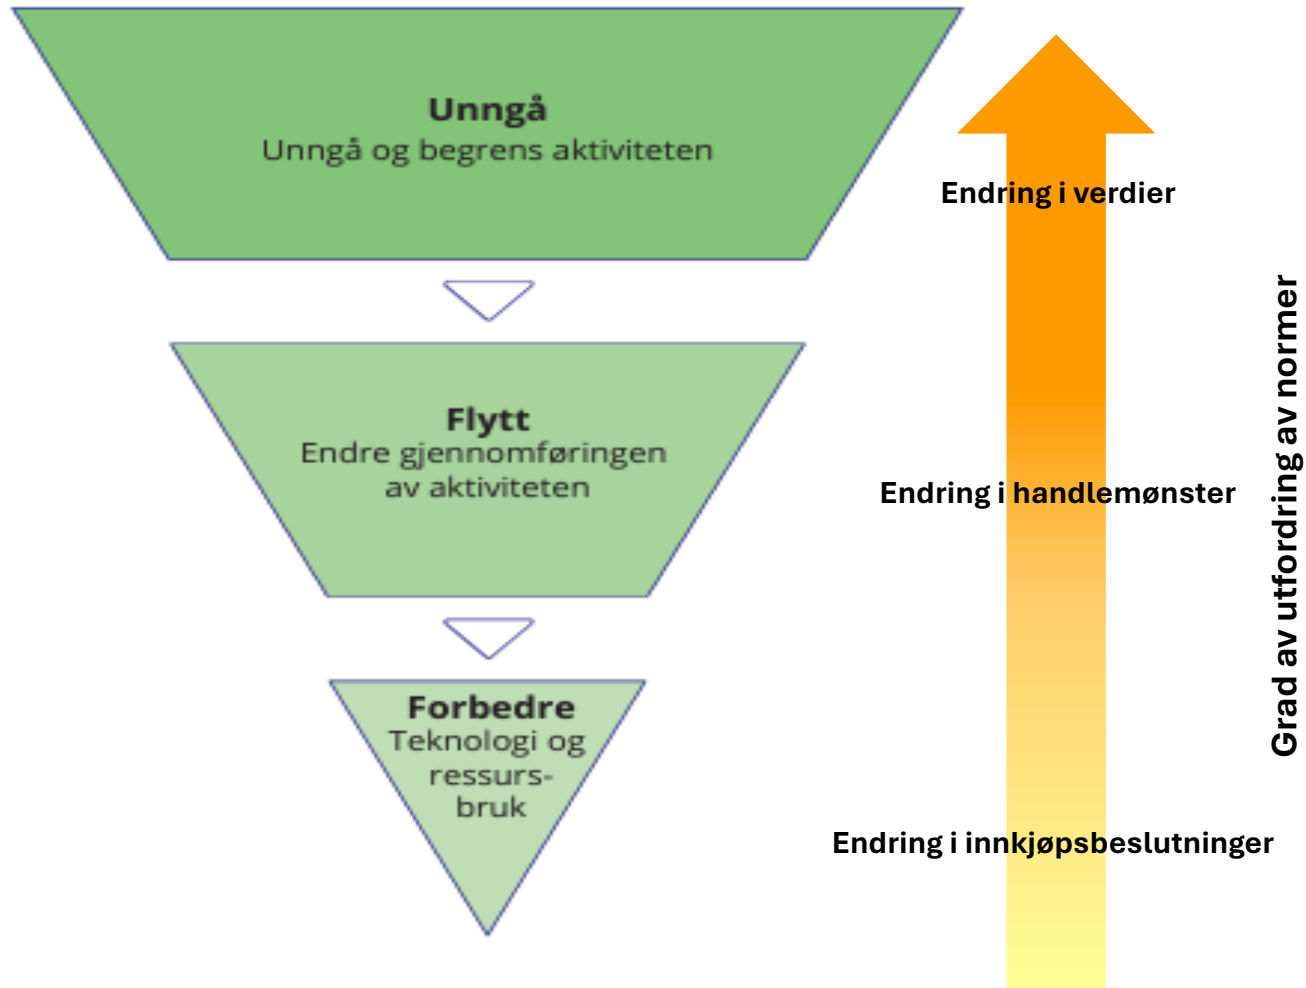 Unngå
Unngå og begrens aktiviteten
Endring i verdier
Flytt
Endre gjennomføringen
av aktiviteten
Endring i handlemønster
Forbedre
Teknologi og
ressurs-
bruk
Endring i innkjøpsbeslutninger
Grad av utfordring av normer